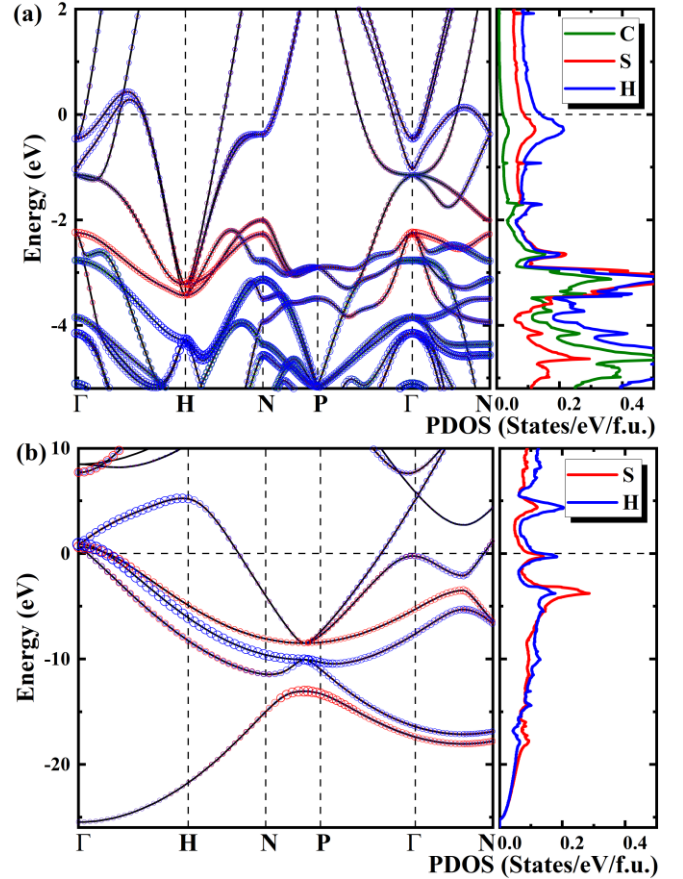 (a)
2
0
-2
-4
Energy (eV)
Γ H N P Γ N
C
S
H
0.0 0.2 0.4
PDOS (States/eV/f.u.)
(b)
10
0
-10
-20
Energy (eV)
Γ H N P Γ N
S
H
0.0 0.2 0.4
PDOS (States/eV/f.u.)